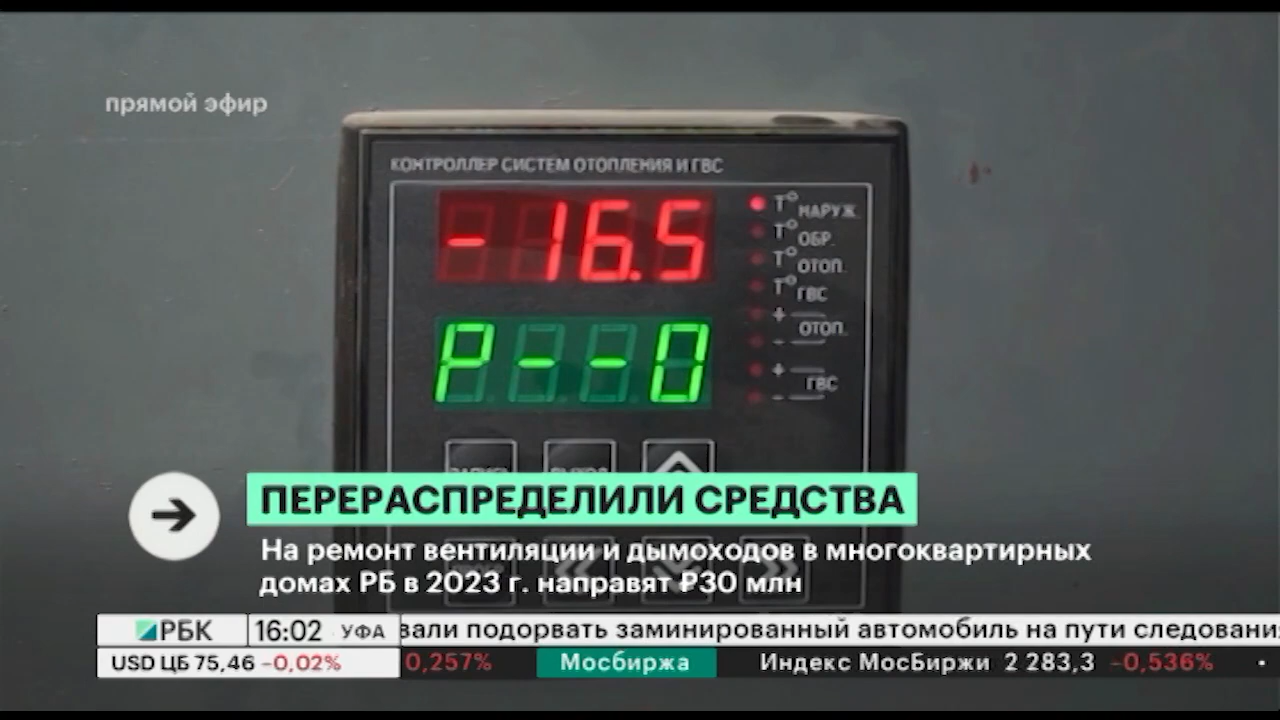 прямой эфир
КОНТРОЛЛЕР СИСТЕМ ОТОПЛЕНИЯ И ГВС
-16.5
T° НАРУЖ.
T° ОБР.
T° ОТОП.
T° ГВС
+
ОТОП.
-
P--0
+
ГВС
-
ПЕРЕРАСПРЕДЕЛИЛИ СРЕДСТВА
На ремонт вентиляции и дымоходов в многоквартирных
домах РБ в 2023 г. направят ₽30 млн
РБК 16:02 УФА вали подорвать заминированный автомобиль на пути следовани
USD ЦБ 75,46 -0,02% 0,257% Мосбиржа Индекс МосБиржи 2 283,3 -0,536% •